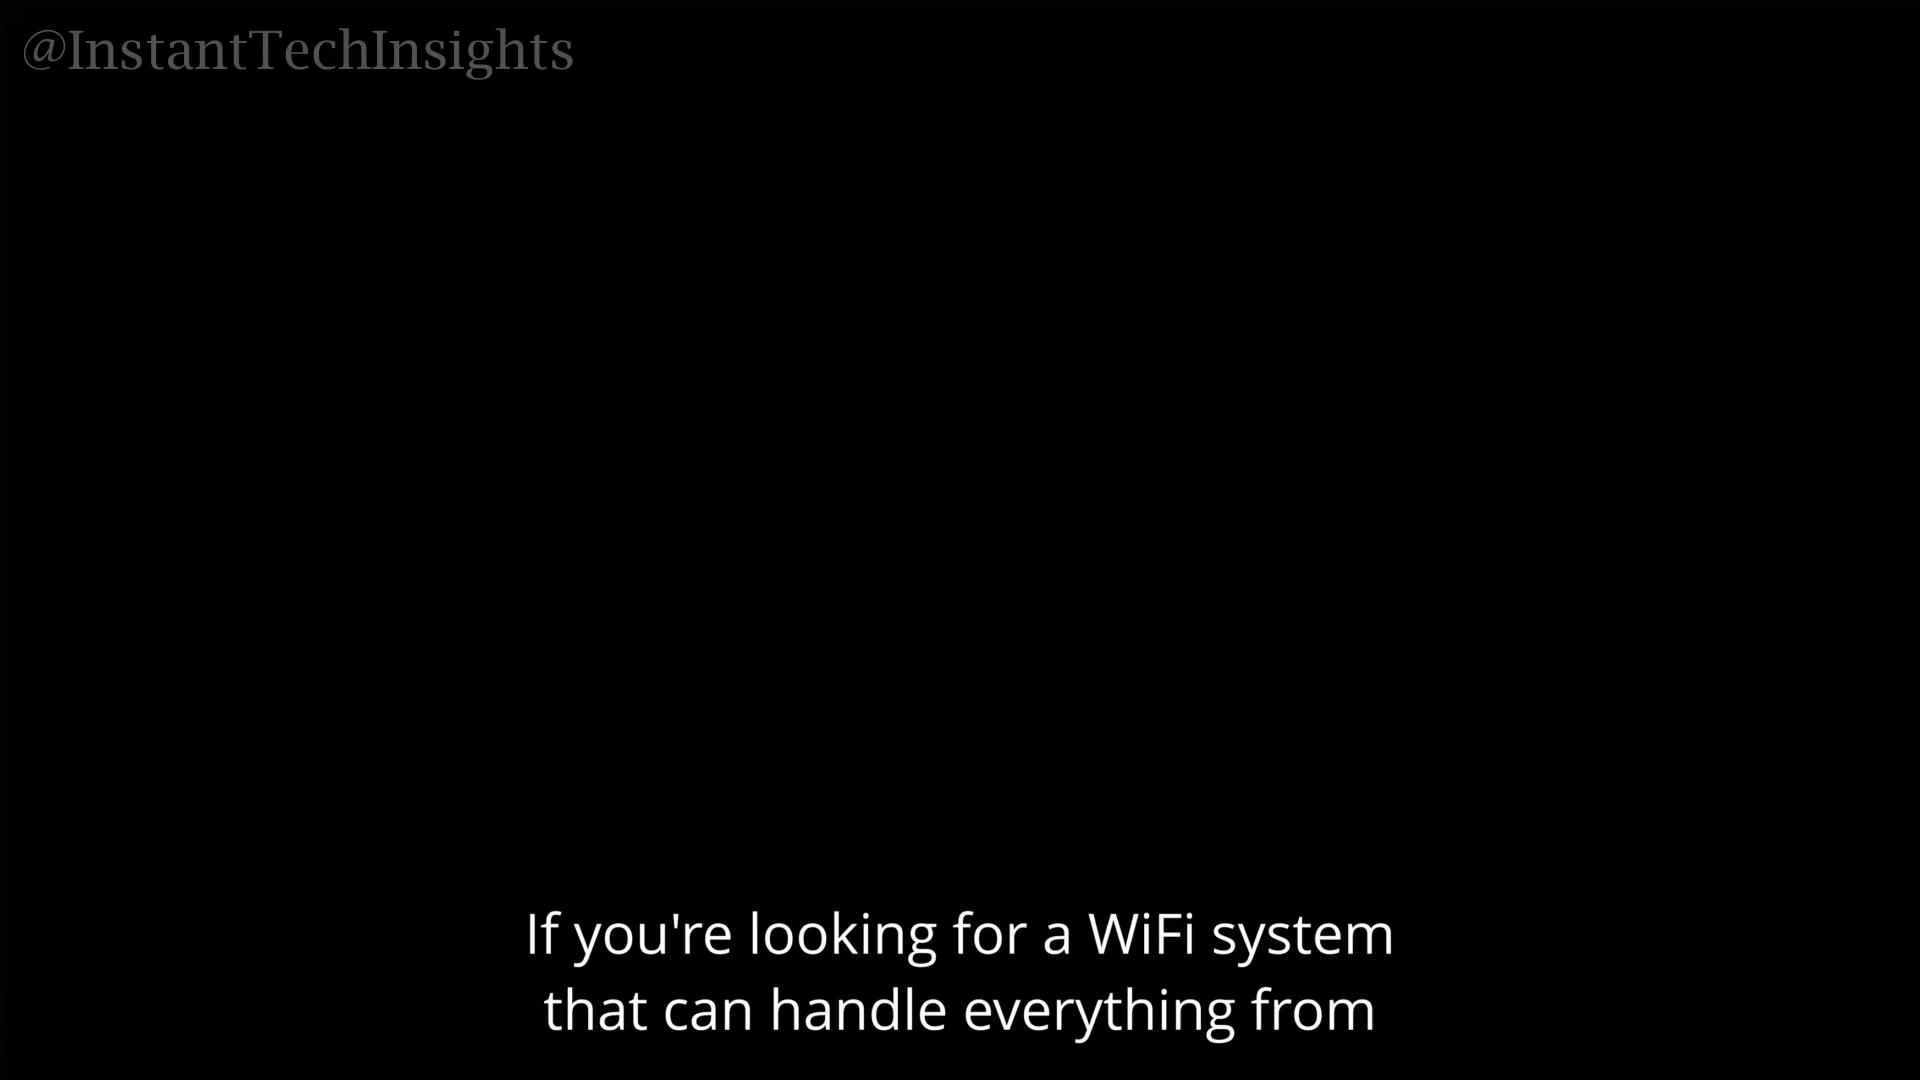 @InstantTechInsights
If you're looking for a WiFi system
that can handle everything from